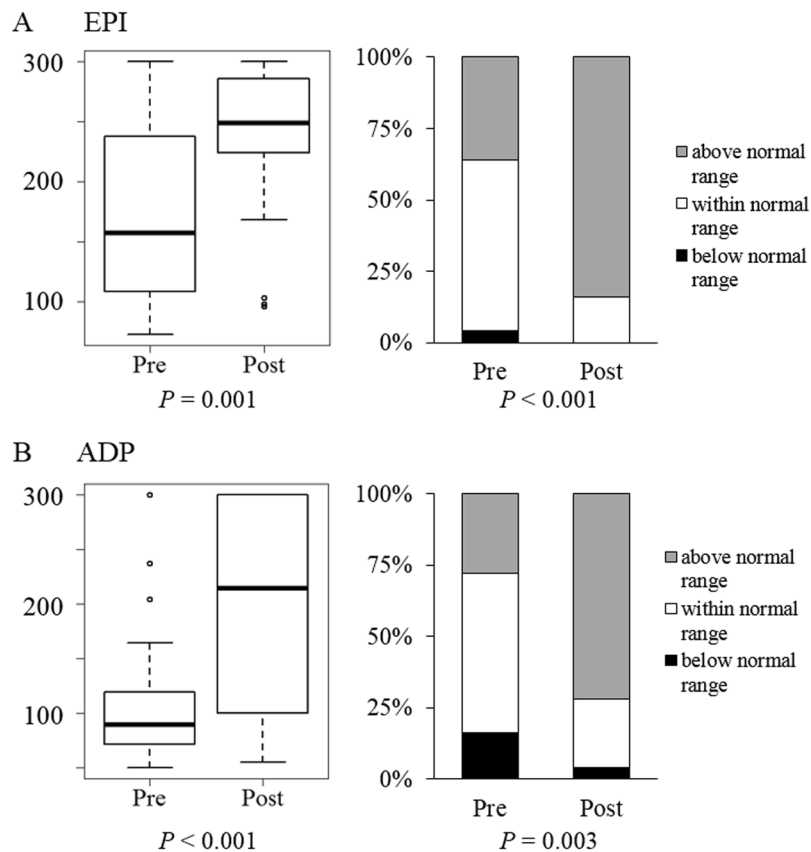 A EPI
300
200
100
Pre Post
P = 0.001
100%
75%
50%
25%
0%
Pre Post
P < 0.001
above normal
range
within normal
range
below normal
range
B ADP
300
200
100
Pre Post
P < 0.001
100%
75%
50%
25%
0%
Pre Post
P = 0.003
above normal
range
within normal
range
below normal
range